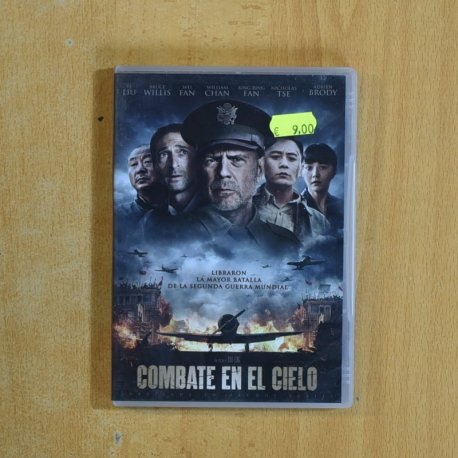 YE BRUCE WEI WILLIAM BING BING NICHOLAS ADRIEN
LIU WILLIS FAN CHAN FAN TSE BRODY
€ 9,00
LIBRARON
LA MAYOR BATALLA
DE LA SEGUNDA GUERRA MUNDIAL
COMBATE EN EL CIELO